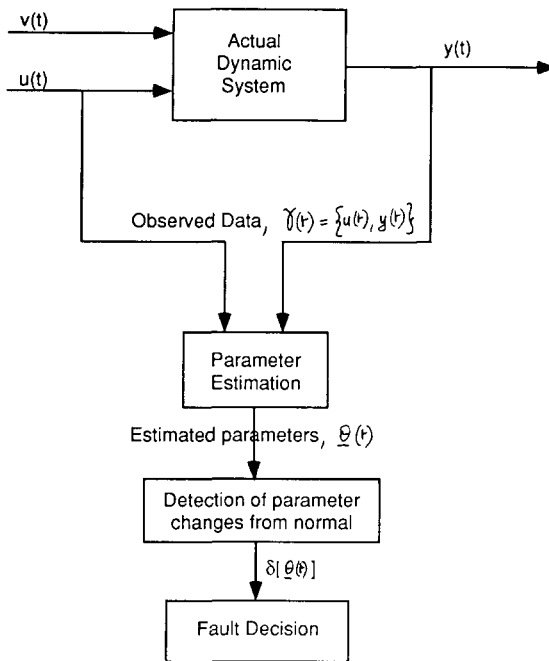 v(t)
u(t)
Actual
Dynamic
System
y(t)
Observed Data, γ(t) = {u(t), y(t)}
Parameter
Estimation
Estimated parameters, θ(t)
Detection of parameter
changes from normal
δ[θ(t)]
Fault Decision